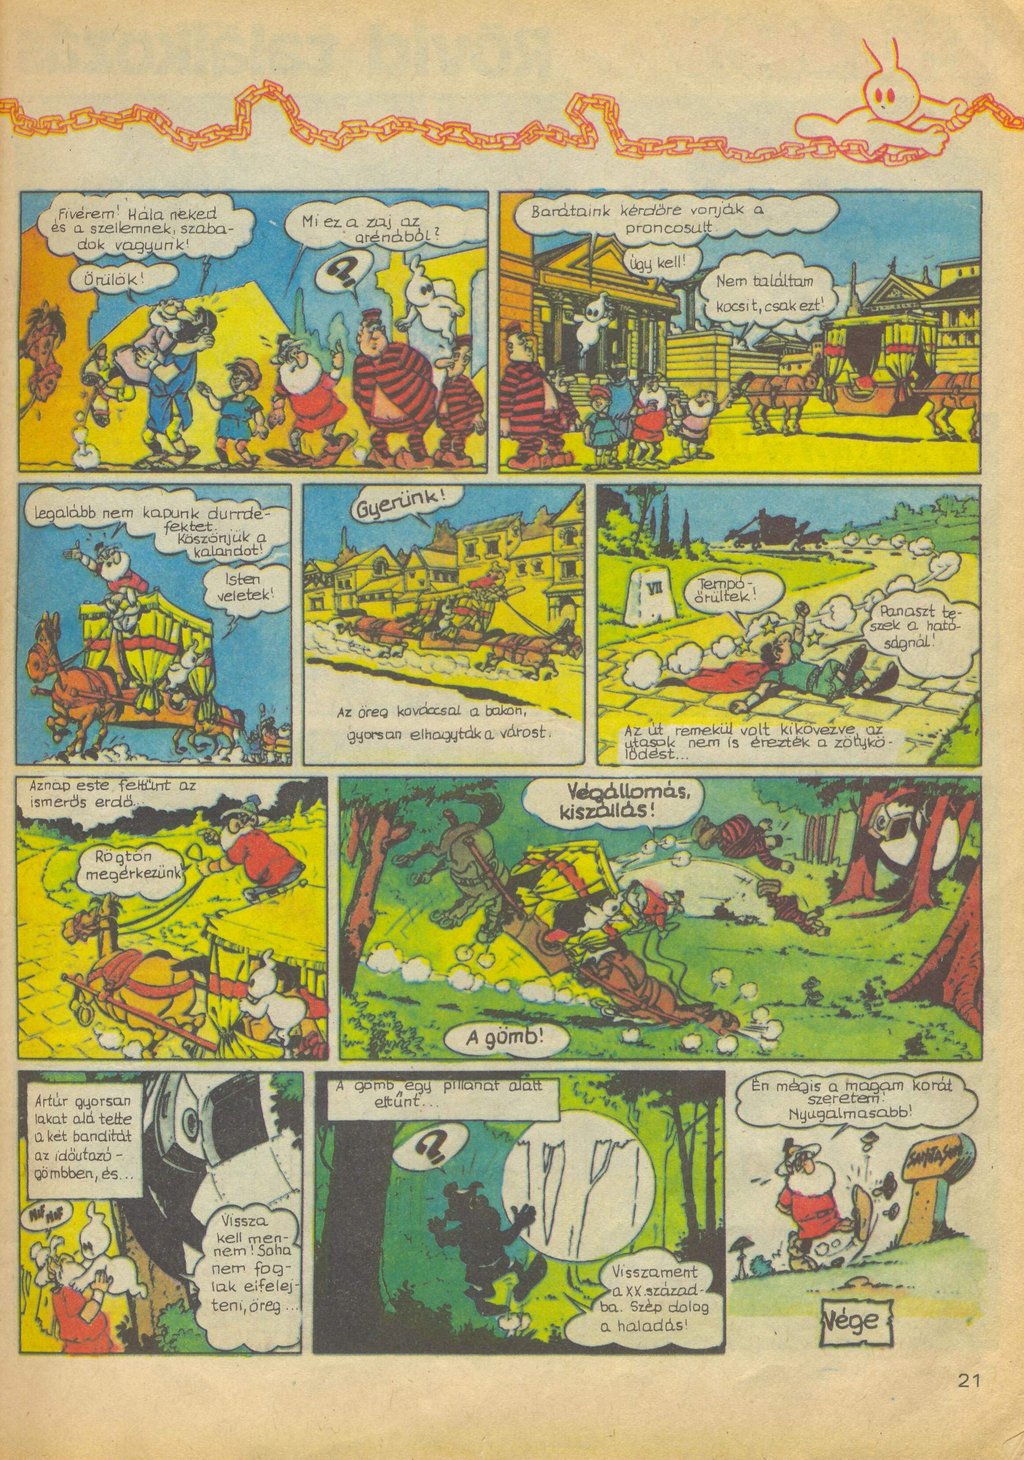 Fivérem! Hála neked
és a szellemnek, szaba-
dok vagyunk!
Örülök!
Mi ez a zaj az
arénából?
?
Barátaink kérdőre vonják a
proconsult.
Úgy kell!
Nem találtam
kocsit, csak ezt!
Legalább nem kapunk durrde-
fektet.
Köszönjük a
kalandot!
Isten
veletek!
Gyerünk!
Az öreg kováccsal a bakon,
gyorsan elhagyták a várost.
VII
Tempó-
őrültek!
Panaszt te-
szek a ható-
ságnál!
Az út remekül volt kikövezve, az
utasok nem is érezték a zötykö-
lődést...
Aznap este feltűnt az
ismerős erdő...
Rögtön
megérkezünk
Végállomás,
kiszállás!
A gömb!
Artúr gyorsan
lakat alá tette
a két banditát
az időutazó-
gömbben, és...
Nif
Nif
Vissza
kell men-
nem! Soha
nem fog-
lak elfelej-
teni, öreg...
A gömb egy pillanat alatt
eltűnt...
?
Visszament
a XX. század-
ba. Szép dolog
a haladás!
Én mégis a magam korát
szeretem!
Nyugalmasabb!
Vége
21